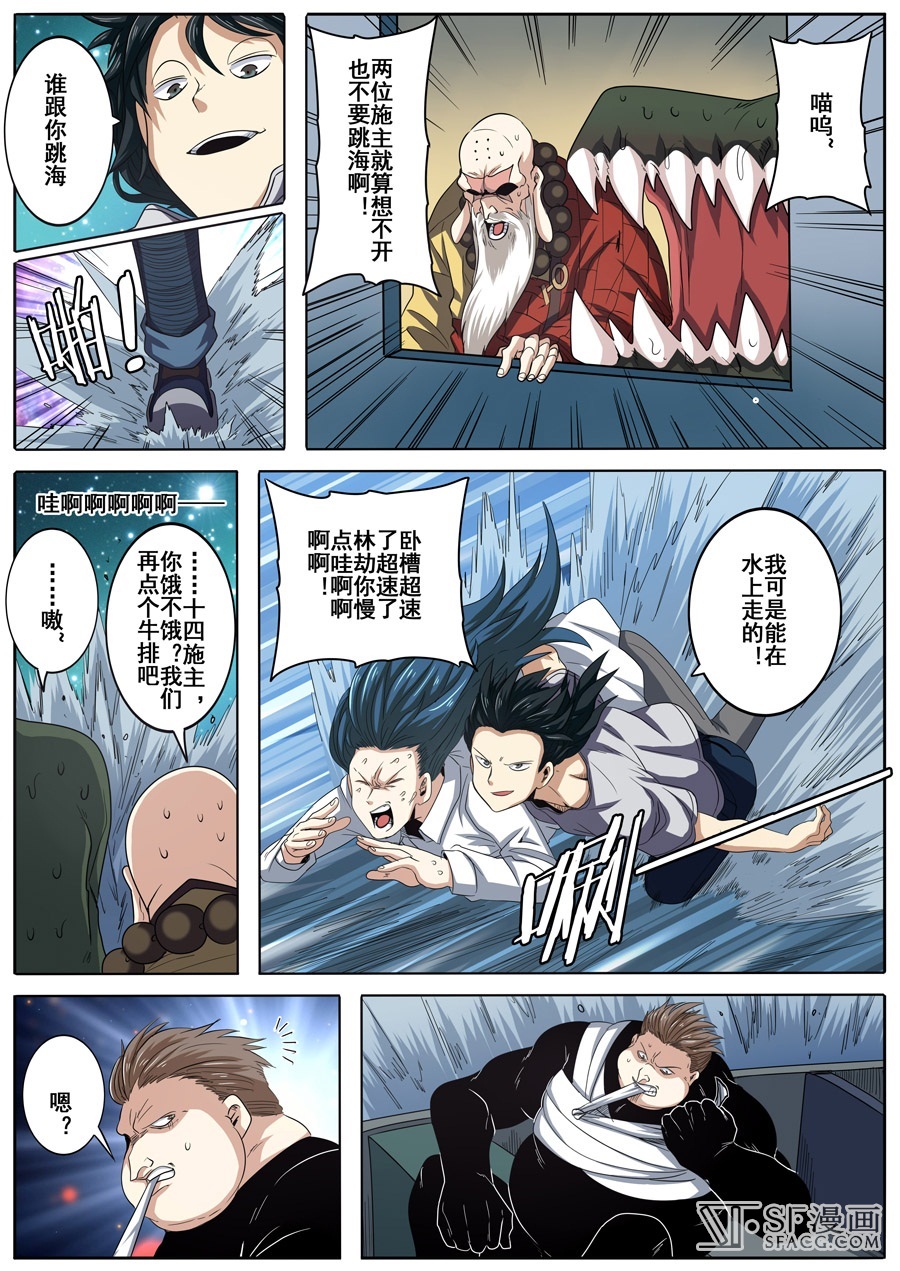 喵呜~
两位施主就算想不开
也不要跳海啊！
谁跟你跳海
啪！
我可是能在
水上走的！
卧槽超速
了超速了
林劫你慢
点哇啊啊
啊啊！
唰
哇啊啊啊啊啊——
……十四施主，
你饿不饿？我们
再点个牛排吧
……嗷~
嗯？
SF漫画
SFACG.COM